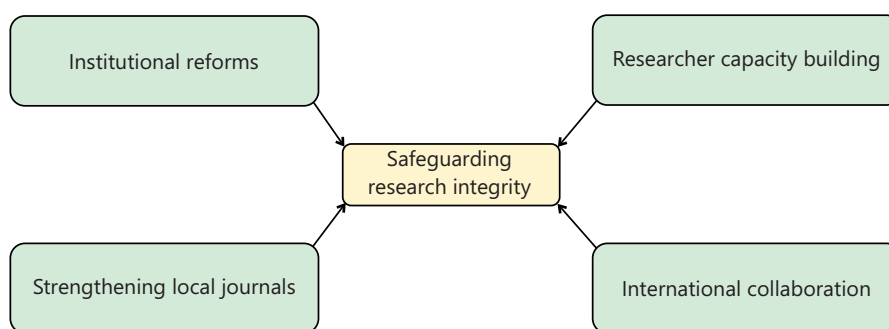 Institutional reforms
Researcher capacity building
Safeguarding
research integrity
Strengthening local journals
International collaboration